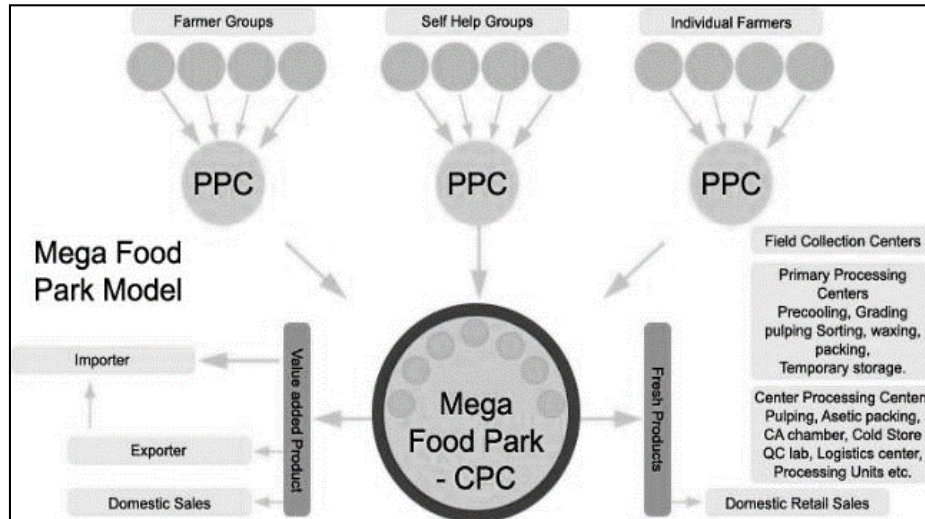 Farmer Groups
Self Help Groups
Individual Farmers
PPC
PPC
PPC
Mega Food
Park Model
Field Collection Centers
Primary Processing
Centers
Precooling, Grading
pulping Sorting, waxing,
packing,
Temporary storage.
Importer
Exporter
Domestic Sales
Value added Product
Mega
Food Park
- CPC
Fresh Products
Center Processing Centers
Pulping, Asetic packing,
CA chamber, Cold Store
QC lab, Logistics center,
Processing Units etc.
Domestic Retail Sales